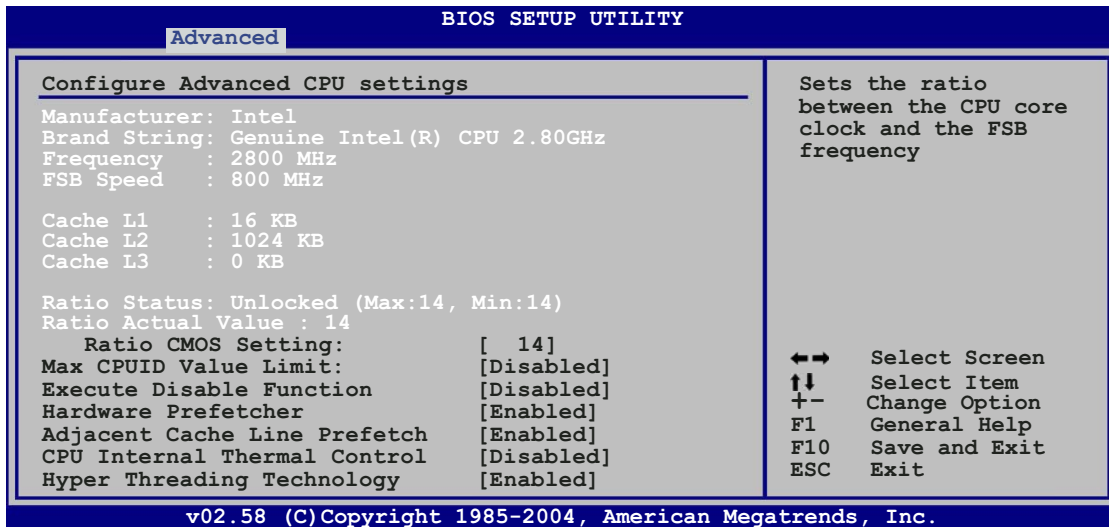 BIOS SETUP UTILITY
Advanced
Configure Advanced CPU settings
Manufacturer: Intel
Brand String: Genuine Intel(R) CPU 2.80GHz
Frequency   : 2800 MHz
FSB Speed   : 800 MHz
Cache L1    : 16 KB
Cache L2    : 1024 KB
Cache L3    : 0 KB
Ratio Status: Unlocked (Max:14, Min:14)
Ratio Actual Value : 14
Ratio CMOS Setting:          [  14]
Max CPUID Value Limit:           [Disabled]
Execute Disable Function         [Disabled]
Hardware Prefetcher              [Enabled]
Adjacent Cache Line Prefetch     [Enabled]
CPU Internal Thermal Control     [Disabled]
Hyper Threading Technology       [Enabled]
Sets the ratio
between the CPU core
clock and the FSB
frequency
←→   Select Screen
↑↓   Select Item
+-   Change Option
F1   General Help
F10  Save and Exit
ESC  Exit
v02.58 (C)Copyright 1985-2004, American Megatrends, Inc.